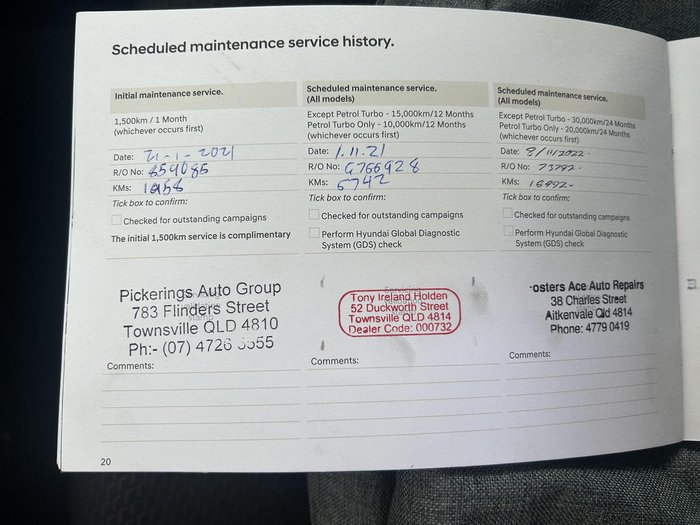 Scheduled maintenance service history.
Initial maintenance service.
1,500km / 1 Month
(whichever occurs first)
Date: 21-1-2021
R/O No: 659085
KMs: 1068
Tick box to confirm:
Checked for outstanding campaigns
The initial 1,500km service is complimentary
Pickerings Auto Group
783 Flinders Street
Townsville QLD 4810
Ph:- (07) 4726
Comments:
Scheduled maintenance service.
(All models)
Except Petrol Turbo - 15,000km/12 Months
Petrol Turbo Only - 10,000km/12 Months
(whichever occurs first)
Date: 1.11.21
R/O No: G766928
KMs: 6742
Tick box to confirm:
Checked for outstanding campaigns
Perform Hyundai Global Diagnostic
System (GDS) check
Servicing
Tony Ireland Holden
52 Duckworth Street
Townsville QLD 4814
Dealer Code: 000732
Comments:
Scheduled maintenance service.
(All models)
Except Petrol Turbo - 30,000km/24 Months
Petrol Turbo Only - 20,000km/24 Months
(whichever occurs first)
Date: 8/11/2022.
R/O No: 73792.
KMs: 16992.
Tick box to confirm:
Checked for outstanding campaigns
Perform Hyundai Global Diagnostic
System (GDS) check
osters Ace Auto Repairs
38 Charles Street
Aitkenvale Qld 4814
Phone: 4779 0419
Comments:
20